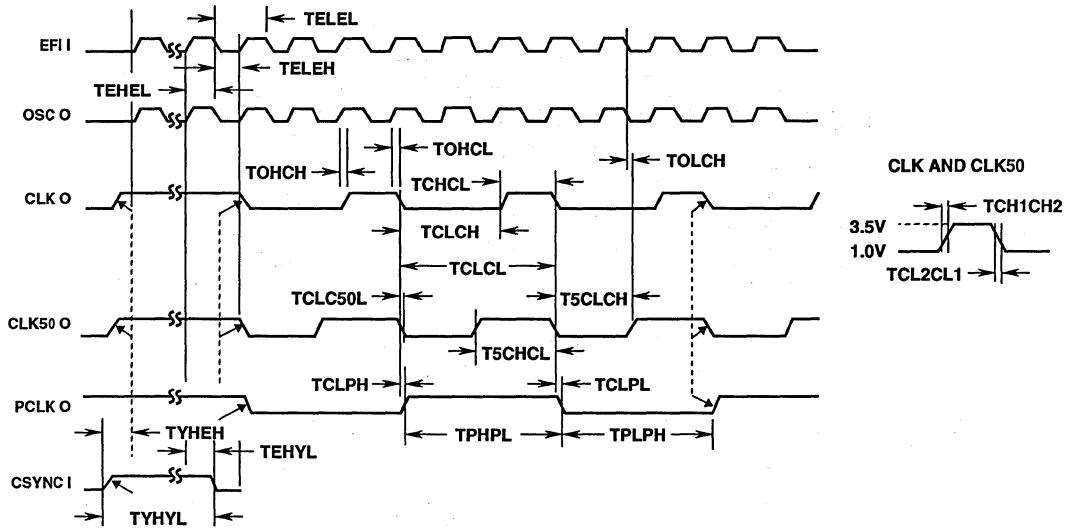 TELEL
EFI I
TELEH
TEHEL
OSC O
TOHCL
TOLCH
TOHCH
TCHCL
CLK AND CLK50
CLK O
TCH1CH2
3.5V
TCLCH
1.0V
TCLCL
TCL2CL1
TCLC50L
T5CLCH
CLK50 O
T5CHCL
TCLPH
TCLPL
PCLK O
TYHEH
TPHPL
TPLPH
TEHYL
CSYNC I
TYHYL